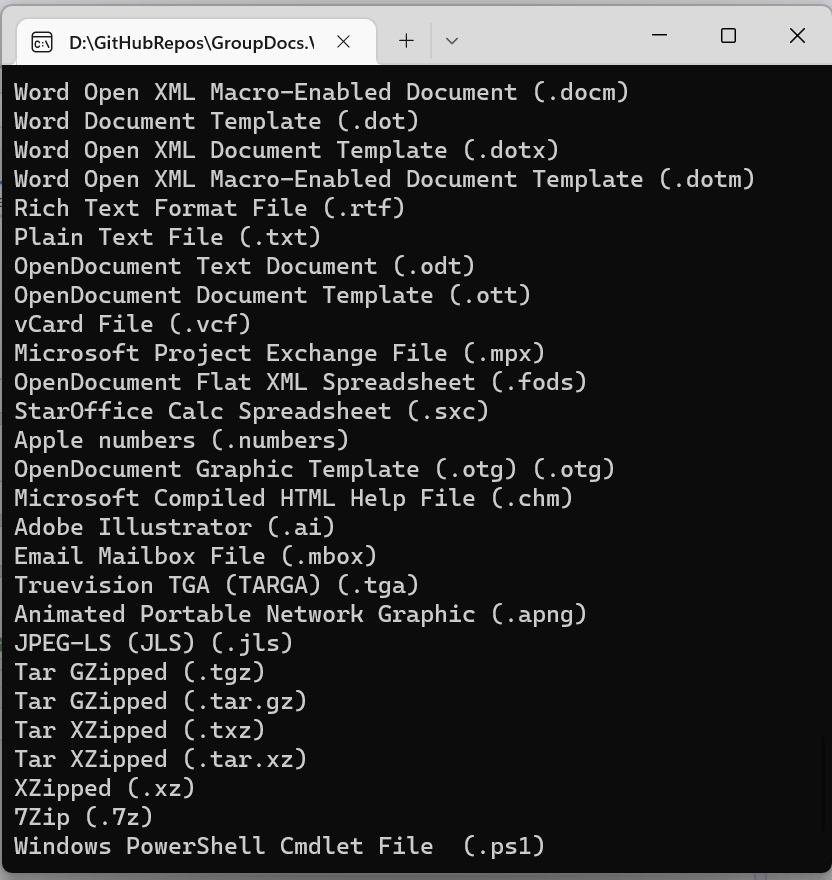 D:\GitHubRepos\GroupDocs.
Word Open XML Macro-Enabled Document (.docm)
Word Document Template (.dot)
Word Open XML Document Template (.dotx)
Word Open XML Macro-Enabled Document Template (.dotm)
Rich Text Format File (.rtf)
Plain Text File (.txt)
OpenDocument Text Document (.odt)
OpenDocument Document Template (.ott)
vCard File (.vcf)
Microsoft Project Exchange File (.mpx)
OpenDocument Flat XML Spreadsheet (.fods)
StarOffice Calc Spreadsheet (.sxc)
Apple numbers (.numbers)
OpenDocument Graphic Template (.otg) (.otg)
Microsoft Compiled HTML Help File (.chm)
Adobe Illustrator (.ai)
Email Mailbox File (.mbox)
Truevision TGA (TARGA) (.tga)
Animated Portable Network Graphic (.apng)
JPEG-LS (JLS) (.jls)
Tar GZipped (.tgz)
Tar GZipped (.tar.gz)
Tar XZipped (.txz)
Tar XZipped (.tar.xz)
XZipped (.xz)
7Zip (.7z)
Windows PowerShell Cmdlet File  (.ps1)